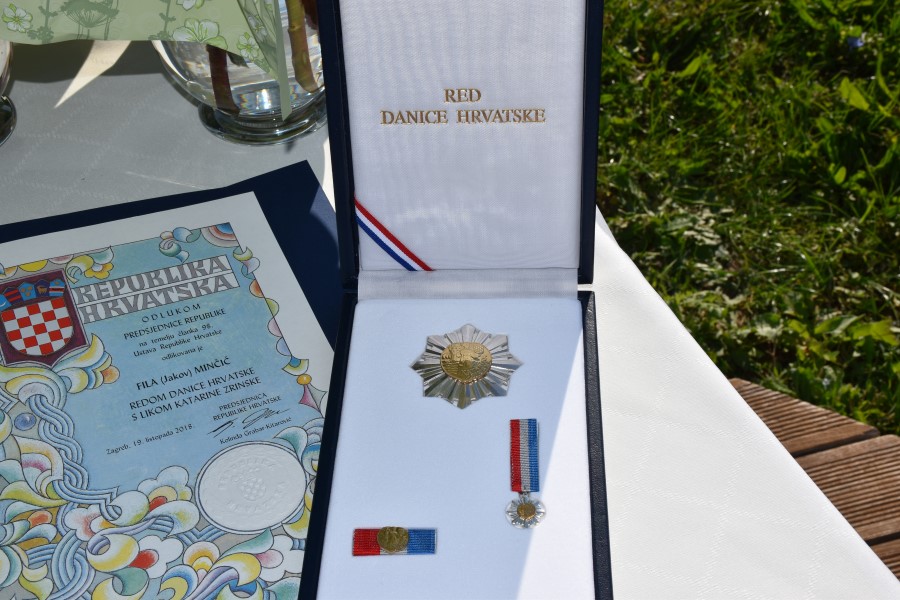 RED
DANICE HRVATSKE
REPUBLIKA
HRVATSKA
ODLUKOM
PREDSJEDNICE REPUBLIKE
na temelju članka 98.
Ustava Republike Hrvatske
odlikovana je
FILA (Jakov) MINČIĆ
REDOM DANICE HRVATSKE
S LIKOM KATARINE ZRINSKE
PREDSJEDNICA
REPUBLIKE HRVATSKE
Zagreb, 19. listopada 2018.
Kolinda Grabar-Kitarović